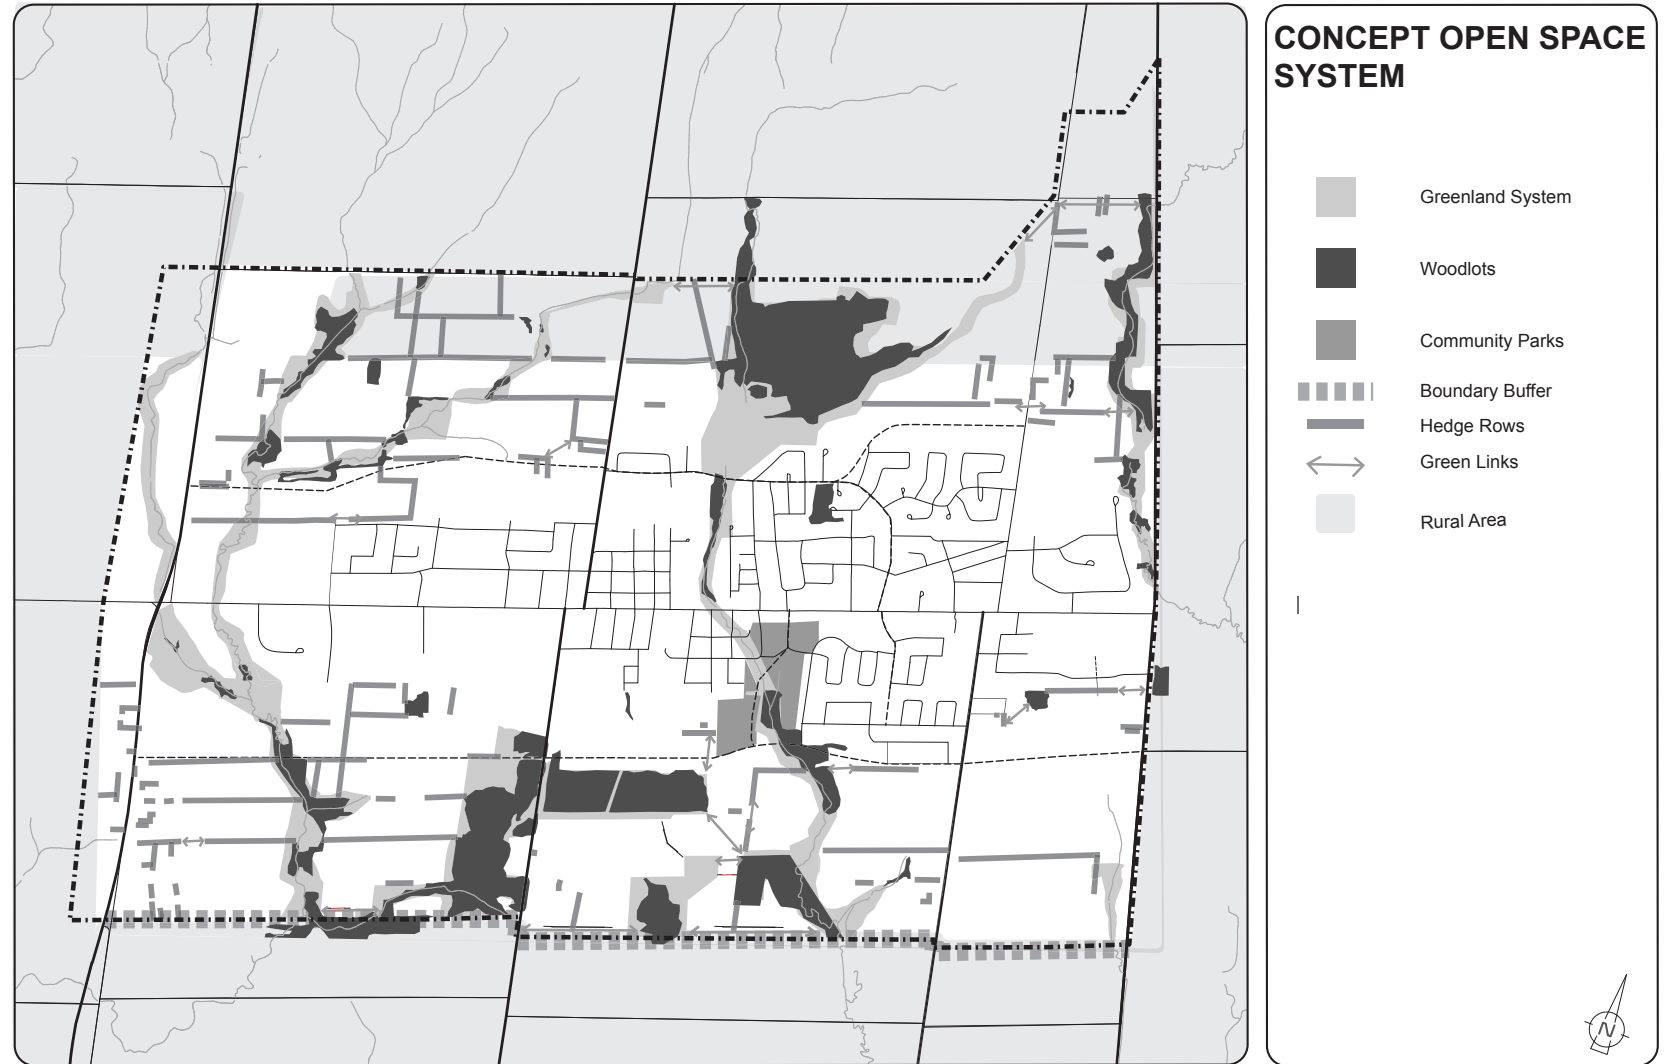 CONCEPT OPEN SPACE
SYSTEM
Greenland System
Woodlots
Community Parks
Boundary Buffer
Hedge Rows
Green Links
Rural Area
N